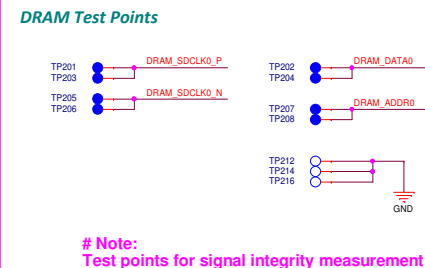 DRAM Test Points
TP201
TP203
DRAM_SDCLK0_P
TP205
TP206
DRAM_SDCLK0_N
TP202
TP204
DRAM_DATA0
TP207
TP208
DRAM_ADDR0
TP212
TP214
TP216
GND
# Note:
Test points for signal integrity measurement